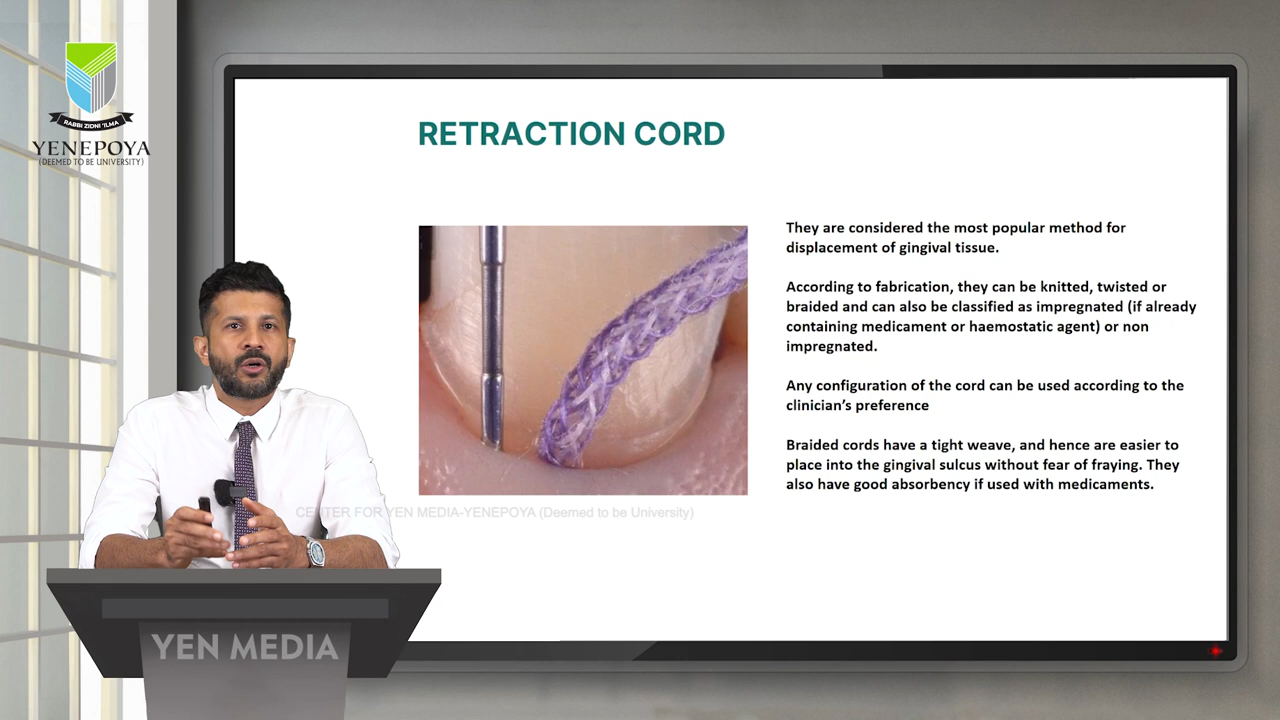 RABBI ZIDNI 'ILMA
YENEPOYA
(DEEMED TO BE UNIVERSITY)
RETRACTION CORD
They are considered the most popular method for
displacement of gingival tissue.
According to fabrication, they can be knitted, twisted or
braided and can also be classified as impregnated (if already
containing medicament or haemostatic agent) or non
impregnated.
Any configuration of the cord can be used according to the
clinician’s preference
Braided cords have a tight weave, and hence are easier to
place into the gingival sulcus without fear of fraying. They
also have good absorbency if used with medicaments.
CENTER FOR YEN MEDIA-YENEPOYA (Deemed to be University)
YEN MEDIA